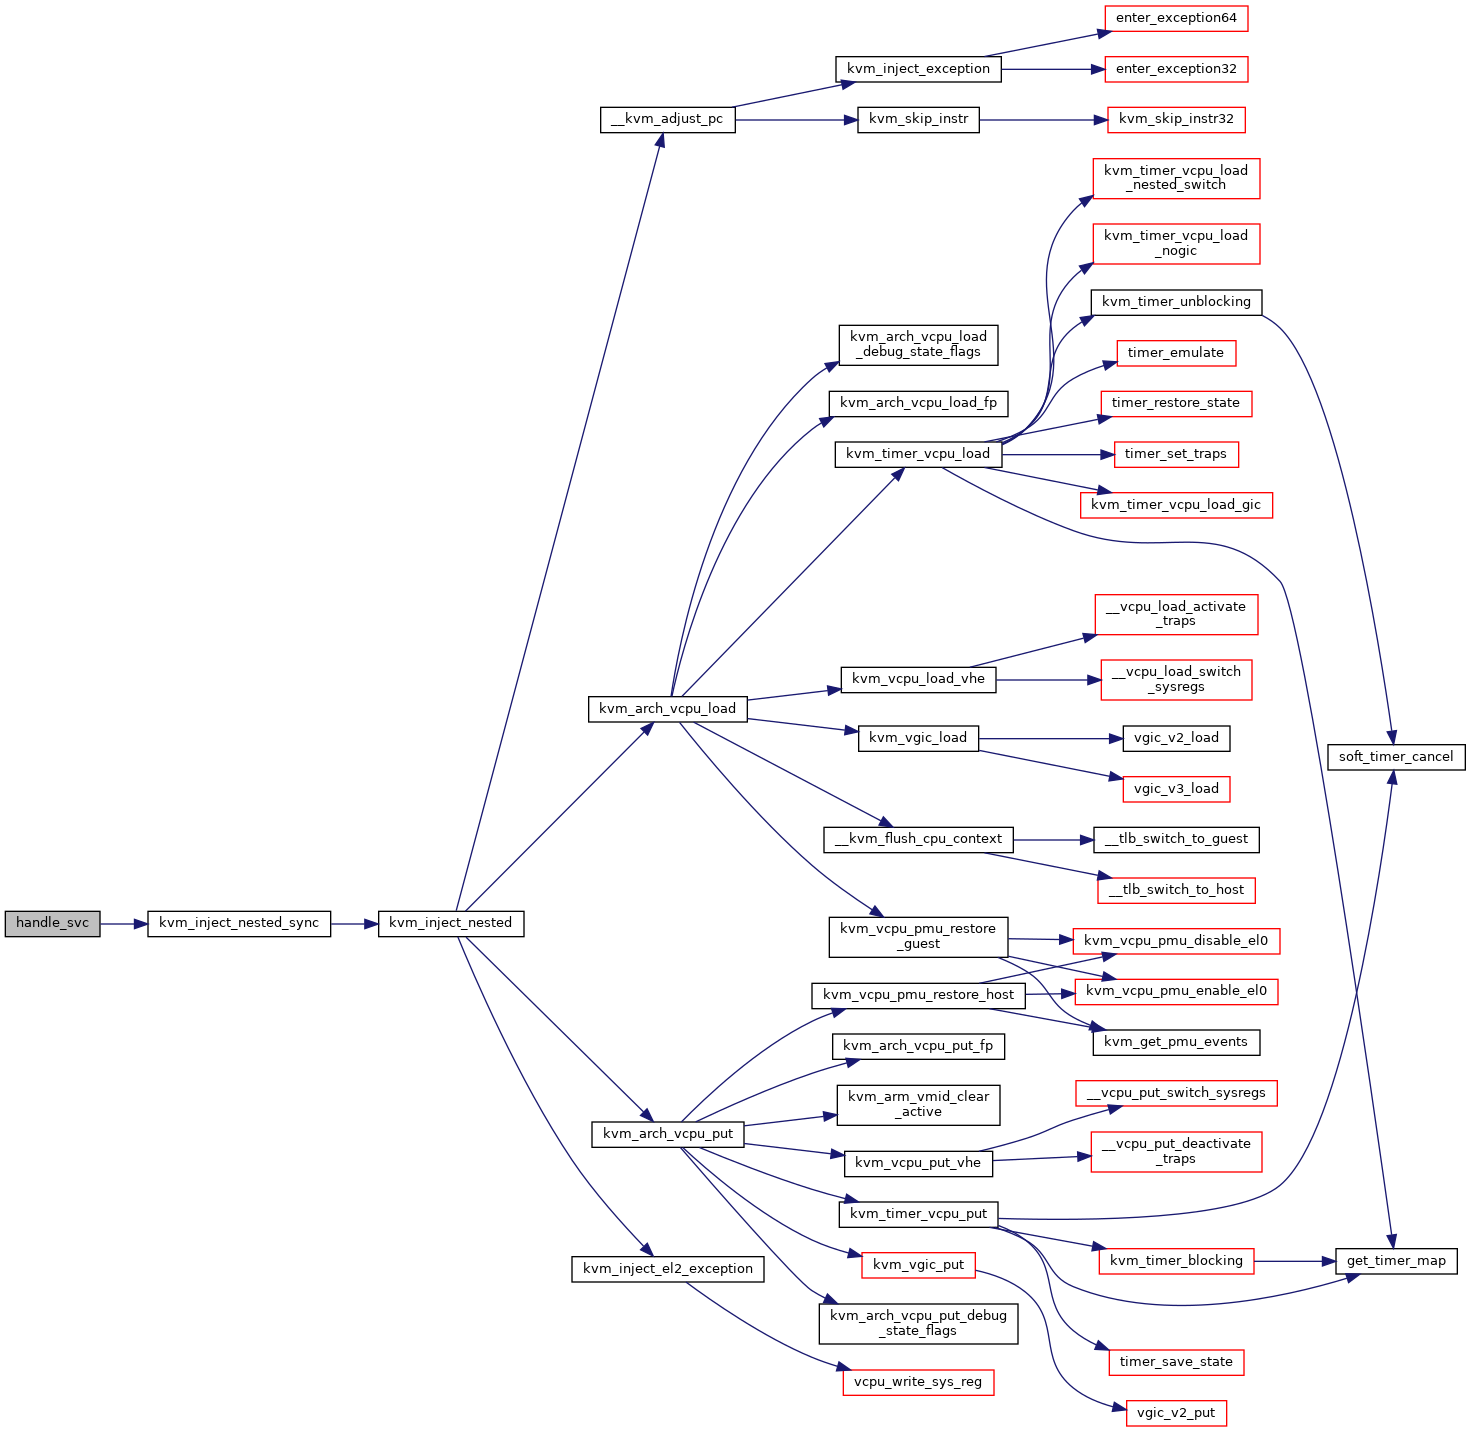 enter_exception64
kvm_inject_exception
enter_exception32
__kvm_adjust_pc
kvm_skip_instr
kvm_skip_instr32
kvm_timer_vcpu_load
_nested_switch
kvm_timer_vcpu_load
_nogic
kvm_timer_unblocking
kvm_arch_vcpu_load
_debug_state_flags
timer_emulate
kvm_arch_vcpu_load_fp
timer_restore_state
kvm_timer_vcpu_load
timer_set_traps
kvm_timer_vcpu_load_gic
__vcpu_load_activate
_traps
kvm_vcpu_load_vhe
__vcpu_load_switch
_sysregs
kvm_arch_vcpu_load
kvm_vgic_load
vgic_v2_load
soft_timer_cancel
vgic_v3_load
__kvm_flush_cpu_context
__tlb_switch_to_guest
__tlb_switch_to_host
handle_svc
kvm_inject_nested_sync
kvm_inject_nested
kvm_vcpu_pmu_restore
_guest
kvm_vcpu_pmu_disable_el0
kvm_vcpu_pmu_restore_host
kvm_vcpu_pmu_enable_el0
kvm_arch_vcpu_put_fp
kvm_get_pmu_events
kvm_arm_vmid_clear
_active
__vcpu_put_switch_sysregs
kvm_arch_vcpu_put
kvm_vcpu_put_vhe
__vcpu_put_deactivate
_traps
kvm_timer_vcpu_put
kvm_inject_el2_exception
kvm_vgic_put
kvm_timer_blocking
get_timer_map
kvm_arch_vcpu_put_debug
_state_flags
timer_save_state
vcpu_write_sys_reg
vgic_v2_put